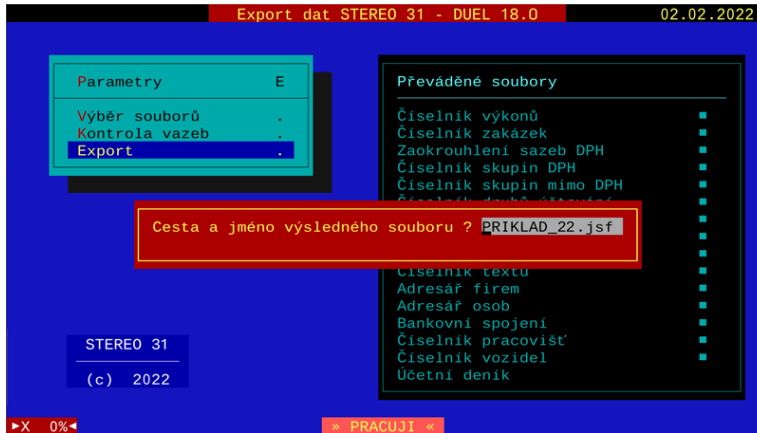 Export dat STEREO 31 - DUEL 18.0 02.02.2022
Parametry E
Výběr souborů .
Kontrola vazeb .
Export .
Převáděné soubory
Číselník výkonů ■
Číselník zakázek ■
Zaokrouhlení sazeb DPH ■
Číselník skupin DPH ■
Číselník skupin mimo DPH ■
Cesta a jméno výsledného souboru ? PRIKLAD_22.jsf
Číselník textů ■
Adresář firem ■
Adresář osob ■
Bankovní spojení ■
Číselník pracovišť ■
Číselník vozidel ■
Účetní deník
STEREO 31
(c) 2022
►X 0%◄
» PRACUJI «